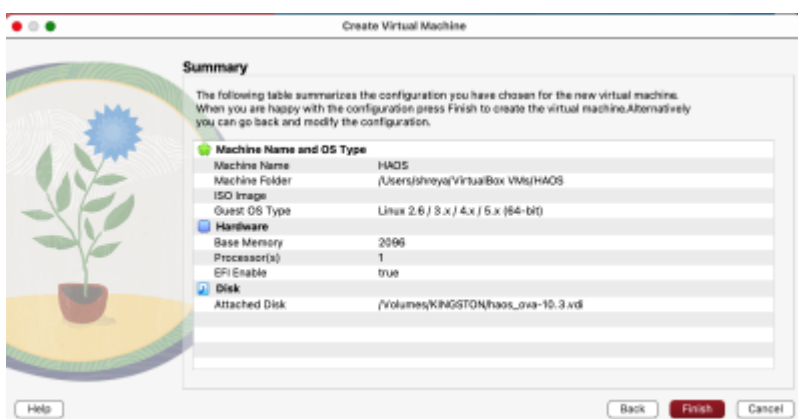 Create Virtual Machine
Summary
The following table summarizes the configuration you have chosen for the new virtual machine.
When you are happy with the configuration press Finish to create the virtual machine.Alternatively
you can go back and modify the configuration.
Machine Name and OS Type
Machine Name HAOS
Machine Folder /Users/shreya/VirtualBox VMs/HAOS
ISO Image
Guest OS Type Linux 2.6 / 3.x / 4.x / 5.x (64-bit)
Hardware
Base Memory 2096
Processor(s) 1
EFI Enable true
Disk
Attached Disk /Volumes/KINGSTON/haos_ova-10.3.vdi
Help Back Finish Cancel